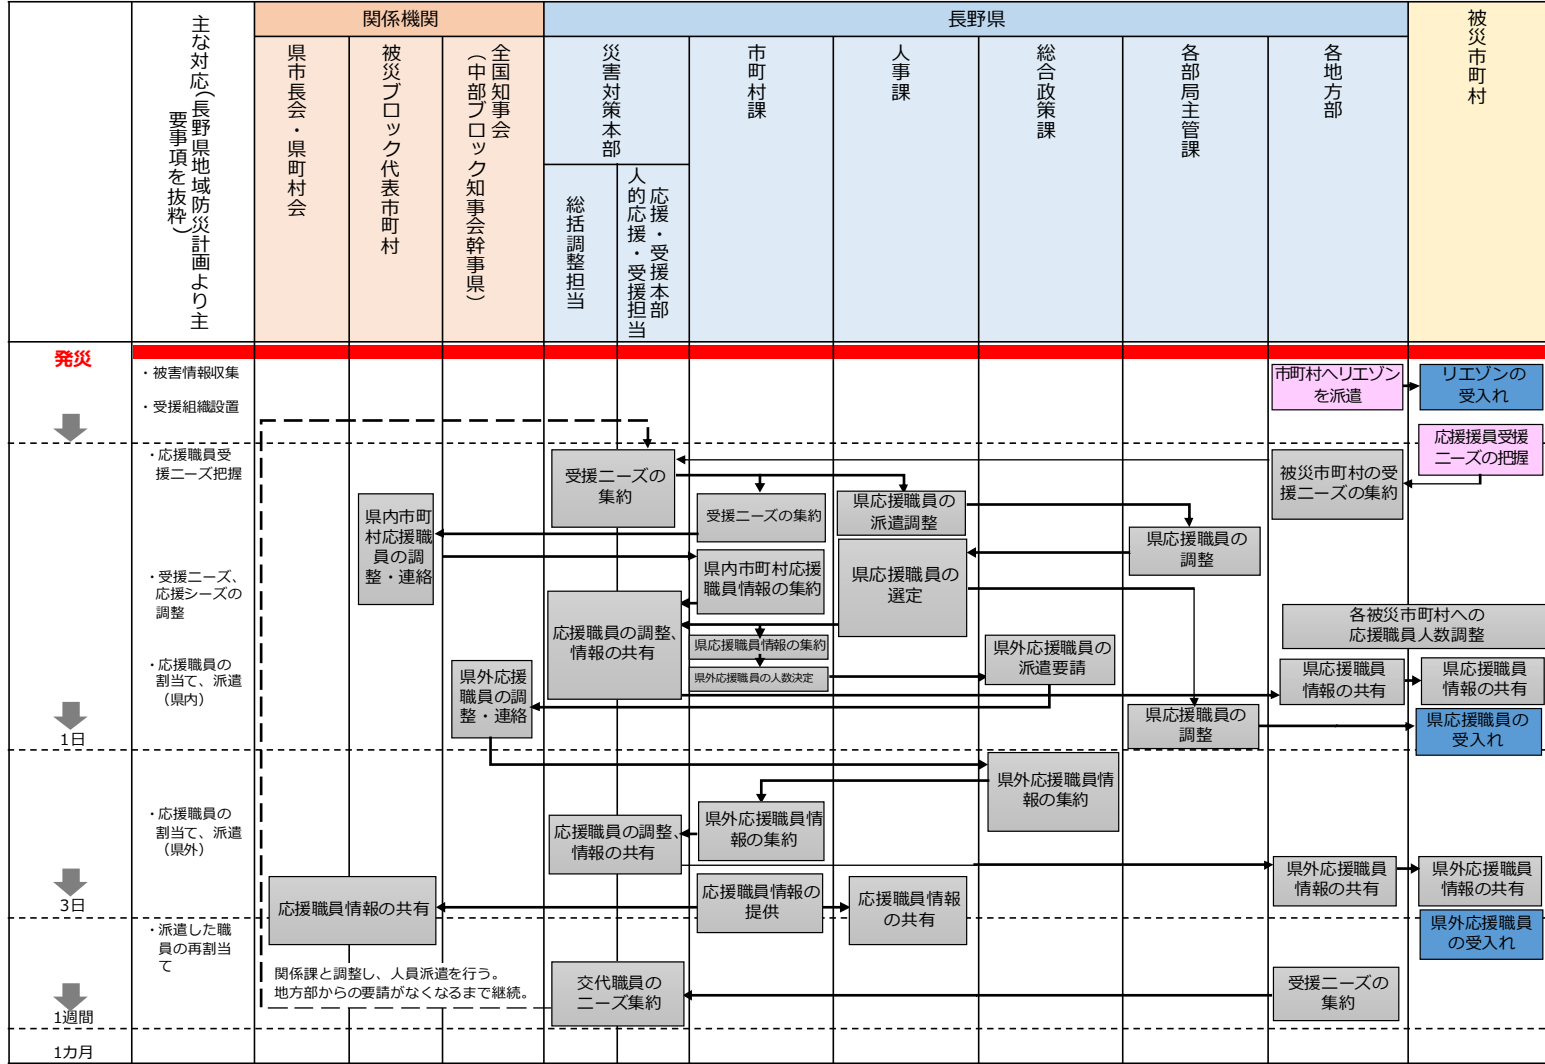 主な対応（長野県地域防災計画より主
要事項を抜粋）
関係機関
長野県
被災市町村
県市長会・県町村会
被災ブロック代表市町村
全国知事会
（中部ブロック知事会幹事県）
災害対策本部
総括調整担当
応援・受援本部
人的応援・受援担当
市町村課
人事課
総合政策課
各部局主管課
各地方部
発災
・被害情報収集
・受援組織設置
市町村へリエゾン
を派遣
リエゾンの
受入れ
・応援職員受
援ニーズ把握
受援ニーズの
集約
被災市町村の受
援ニーズの集約
応援援員受援
ニーズの把握
県内市町
村応援職
員の調
整・連絡
受援ニーズの集約
県応援職員の
派遣調整
県応援職員の
調整
・受援ニーズ、
応援シーズの
調整
県内市町村応援
職員情報の集約
県応援職員の
選定
応援職員の調整、
情報の共有
県応援職員情報の集約
県外応援職員の人数決定
県外応援職員の
派遣要請
各被災市町村への
応援職員人数調整
・応援職員の
割当て、派遣
（県内）
県外応援
職員の調
整・連絡
県応援職員
情報の共有
県応援職員
情報の共有
県応援職員の
調整
県応援職員の
受入れ
1日
県外応援職員情
報の集約
・応援職員の
割当て、派遣
（県外）
応援職員の調整、
情報の共有
県外応援職員情
報の集約
県外応援職員
情報の共有
県外応援職員
情報の共有
3日
応援職員情報の共有
応援職員情報の
提供
応援職員情報
の共有
県外応援職員
の受入れ
・派遣した職
員の再割当
て
関係課と調整し、人員派遣を行う。
地方部からの要請がなくなるまで継続。
交代職員の
ニーズ集約
受援ニーズの
集約
1週間
1カ月